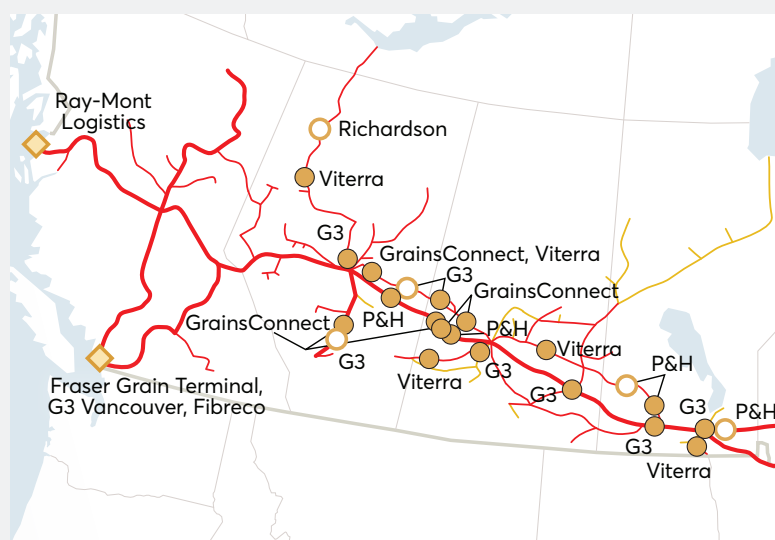 Ray-Mont
Logistics
Richardson
Viterra
G3
GrainsConnect, Viterra
G3
GrainsConnect
GrainsConnect
P&H
P&H
G3
Viterra
G3
Viterra
P&H
Fraser Grain Terminal,
G3 Vancouver, Fibreco
G3
G3
P&H
G3
Viterra